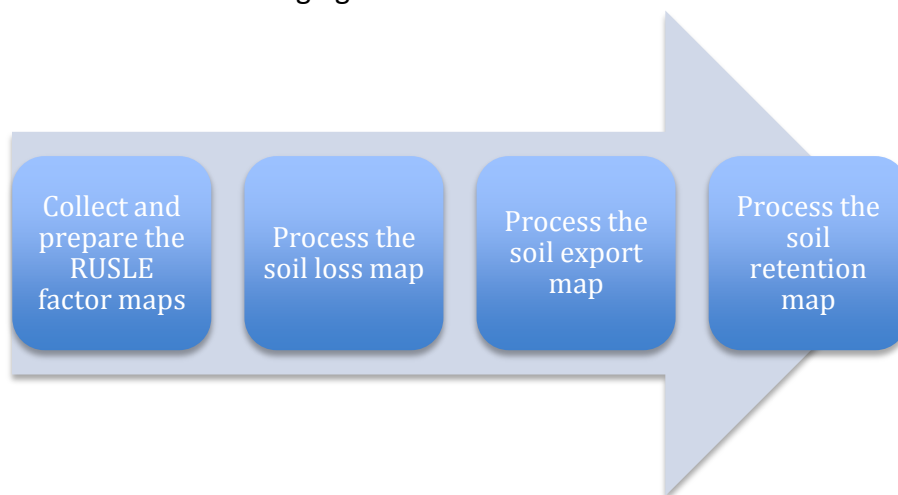 Collect and
prepare the
RUSLE
factor maps
Process the
soil loss map
Process the
soil export
map
Process the
soil
retention
map